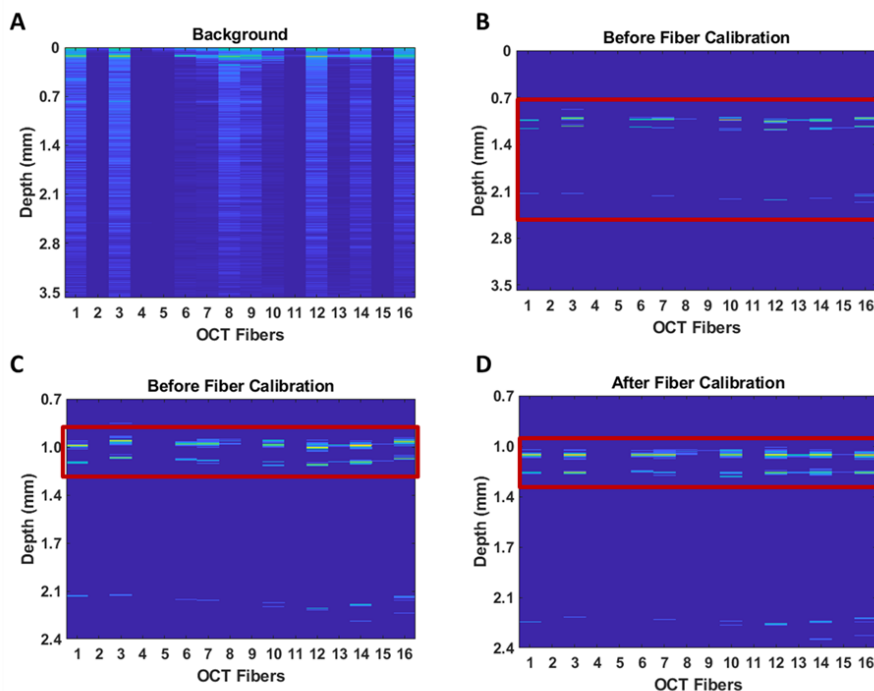 A
Background
0
0.7
1.4
2.1
2.8
3.5
Depth (mm)
1 2 3 4 5 6 7 8 9 10 11 12 13 14 15 16
OCT Fibers
B
Before Fiber Calibration
0
0.7
1.4
2.1
2.8
3.5
Depth (mm)
1 2 3 4 5 6 7 8 9 10 11 12 13 14 15 16
OCT Fibers
C
Before Fiber Calibration
0.7
1.0
1.4
1.7
2.1
2.4
Depth (mm)
1 2 3 4 5 6 7 8 9 10 11 12 13 14 15 16
OCT Fibers
D
After Fiber Calibration
0.7
1.0
1.4
1.7
2.1
2.4
Depth (mm)
1 2 3 4 5 6 7 8 9 10 11 12 13 14 15 16
OCT Fibers